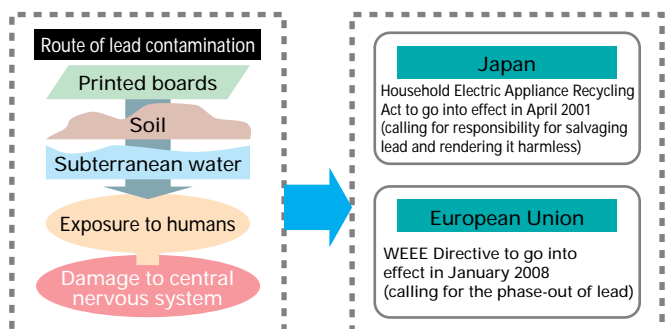 Route of lead contamination
Printed boards
Soil
Subterranean water
Exposure to humans
Damage to central
nervous system
Japan
Household Electric Appliance Recycling
Act to go into effect in April 2001
(calling for responsibility for salvaging
lead and rendering it harmless)
European Union
WEEE Directive to go into
effect in January 2008
(calling for the phase-out of lead)